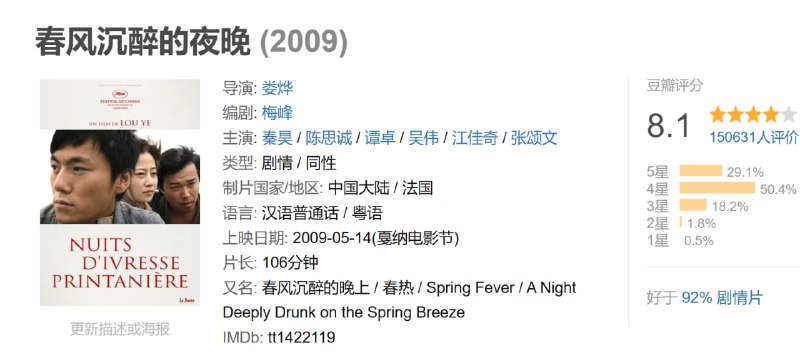 春风沉醉的夜晚 (2009)
FESTIVAL DE CANNES
UN FILM DE LOU YE
NUITS
D'IVRESSE
PRINTANIÈRE
Le Pacte
更新描述或海报
导演: 娄烨
编剧: 梅峰
主演: 秦昊 / 陈思诚 / 谭卓 / 吴伟 / 江佳奇 / 张颂文
类型: 剧情 / 同性
制片国家/地区: 中国大陆 / 法国
语言: 汉语普通话 / 粤语
上映日期: 2009-05-14(戛纳电影节)
片长: 106分钟
又名: 春风沉醉的晚上 / 春热 / Spring Fever / A Night
Deeply Drunk on the Spring Breeze
IMDb: tt1422119
豆瓣评分
8.1
150631人评价
5星 29.1%
4星 50.4%
3星 18.2%
2星 1.8%
1星 0.5%
好于 92% 剧情片